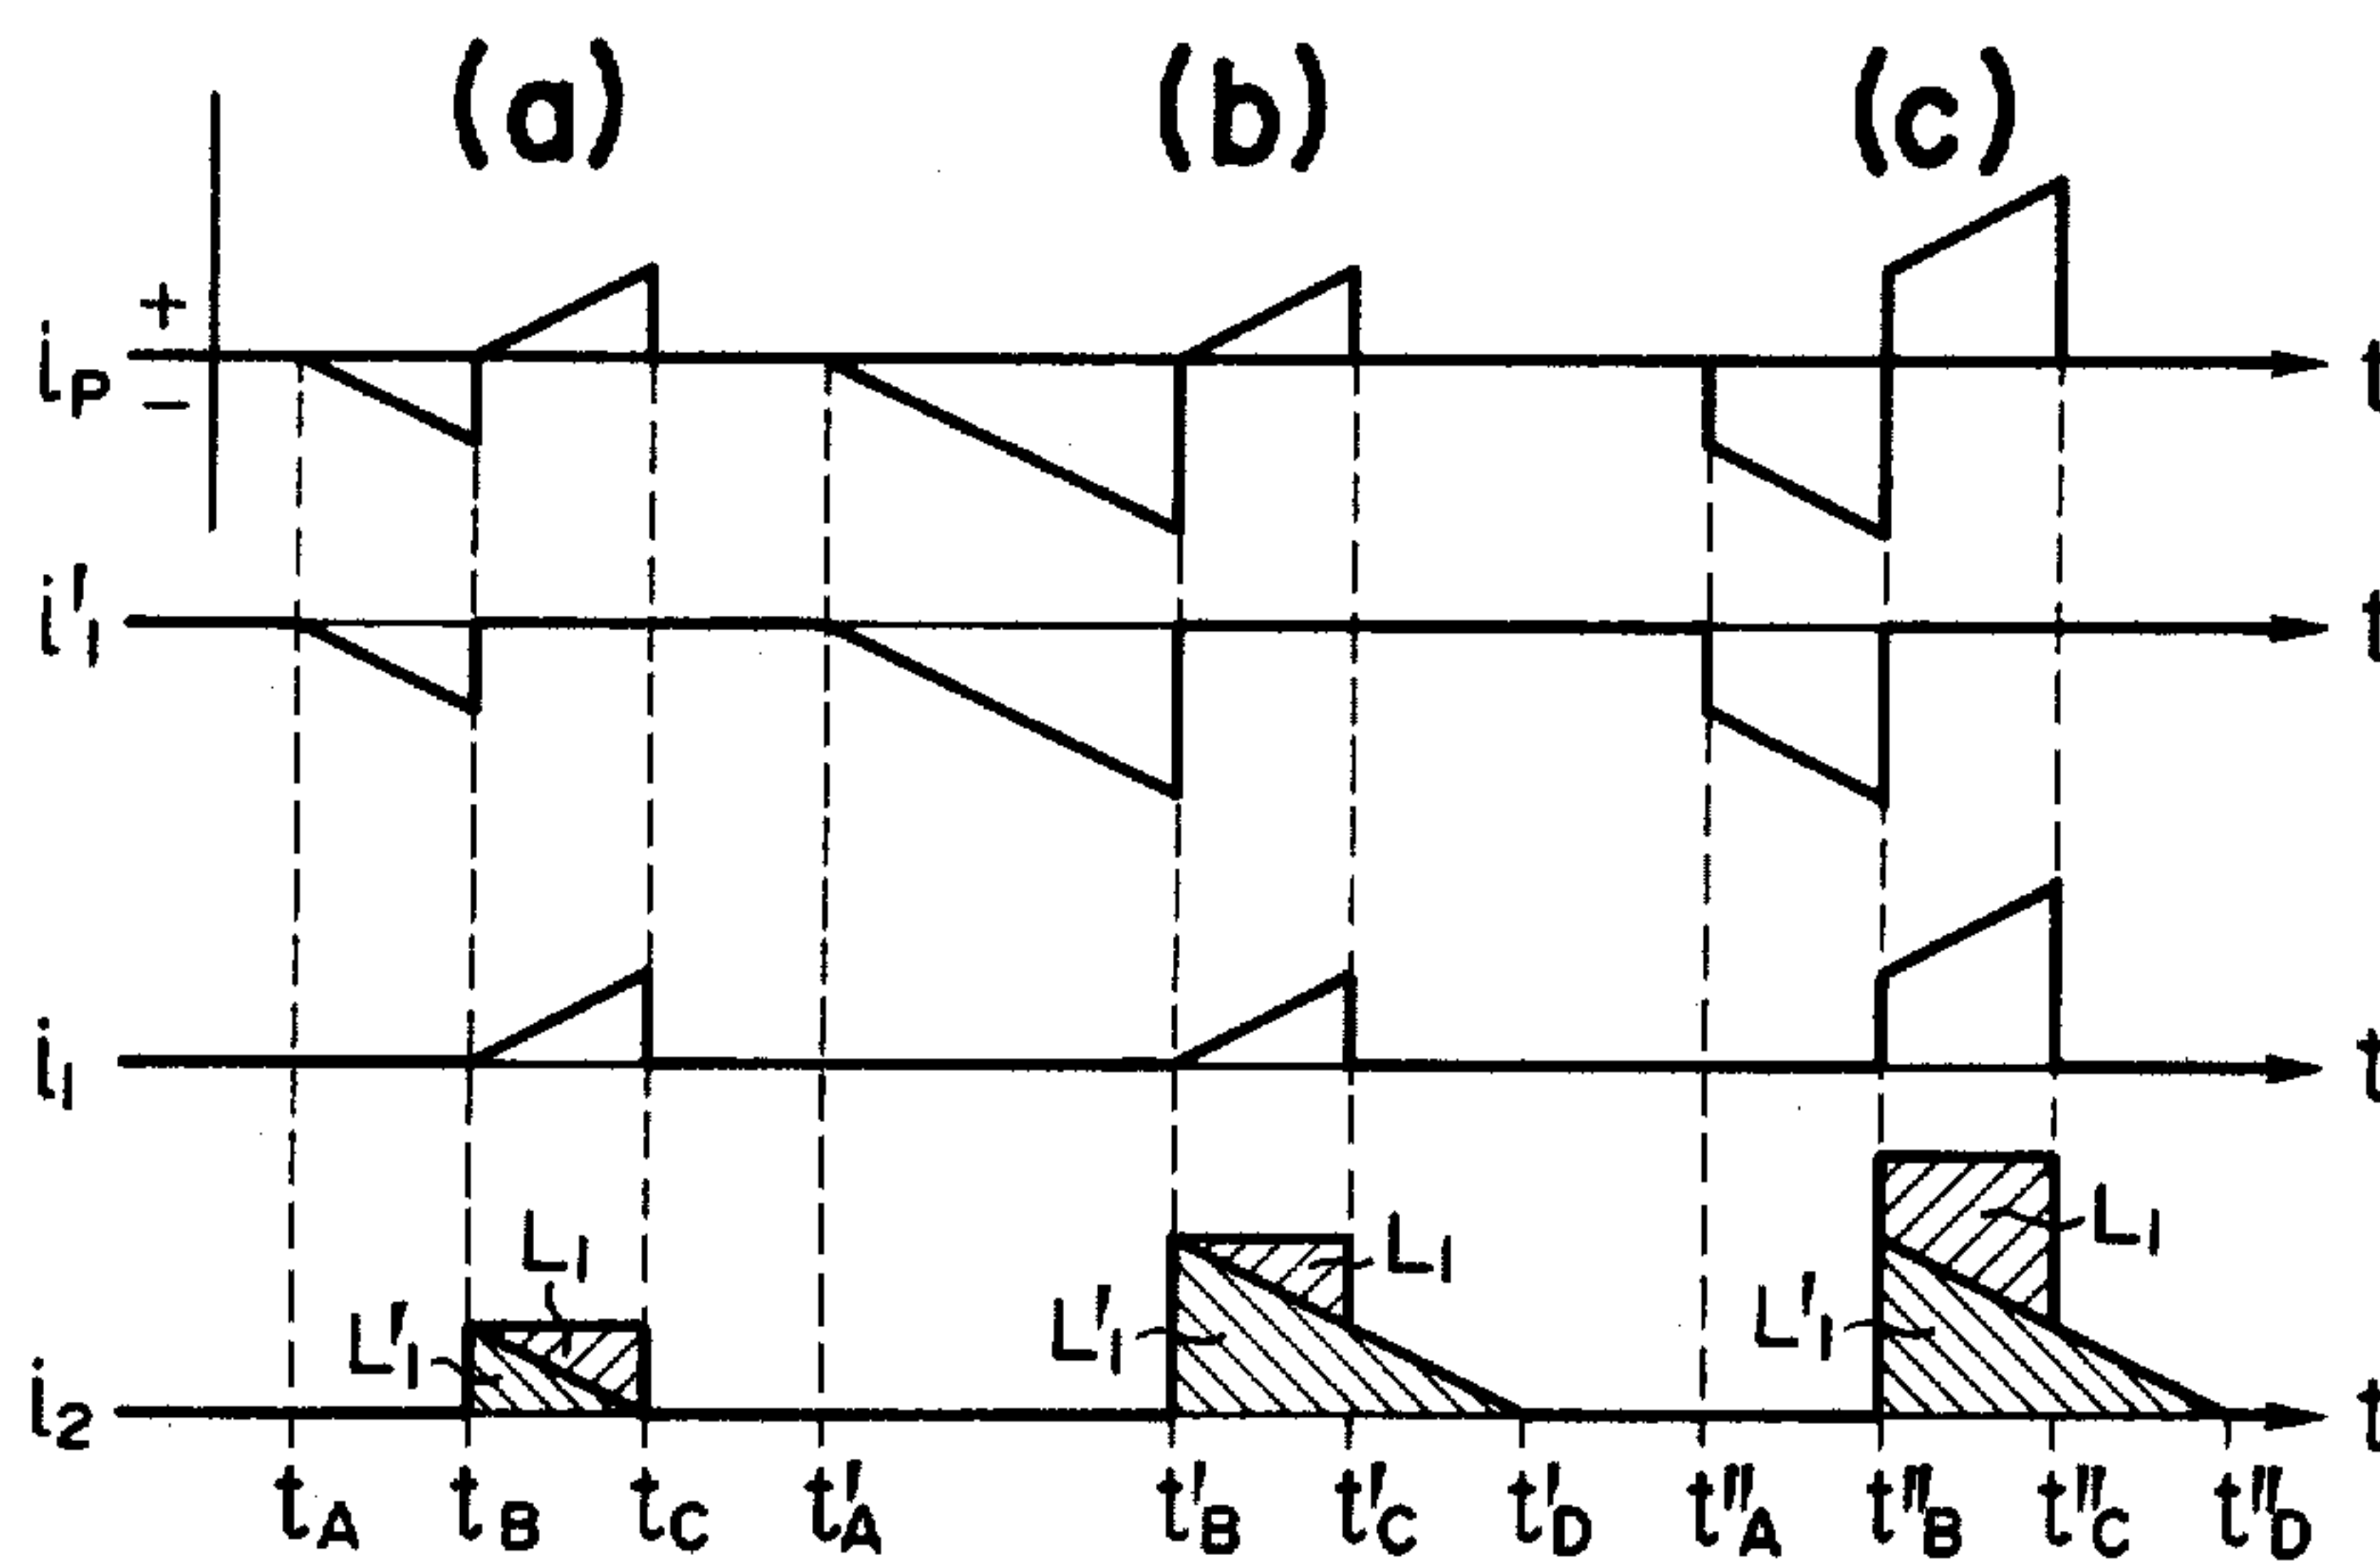 (a) (b) (c)
+
iP t
−
i'1 t
i1 t
L1 L1 L1
L'1 L'1 L'1
i2 t
tA tB tC t'A t'B t'C t'D t"A t"B t"C t"D